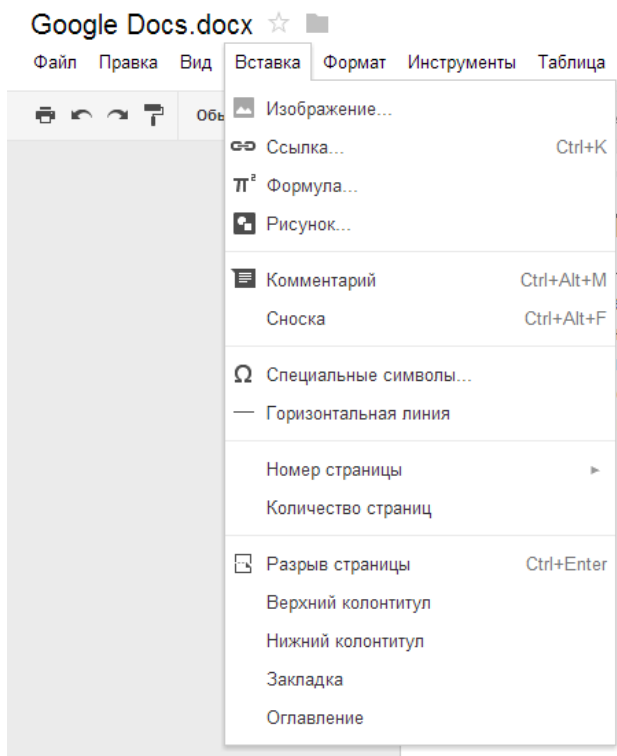 Google Docs.docx
Файл Правка Вид Вставка Формат Инструменты Таблица
Изображение...
Ссылка... Ctrl+K
π² Формула...
Рисунок...
Комментарий Ctrl+Alt+M
Сноска Ctrl+Alt+F
Ω Специальные символы...
Горизонтальная линия
Номер страницы
Количество страниц
Разрыв страницы Ctrl+Enter
Верхний колонтитул
Нижний колонтитул
Закладка
Оглавление